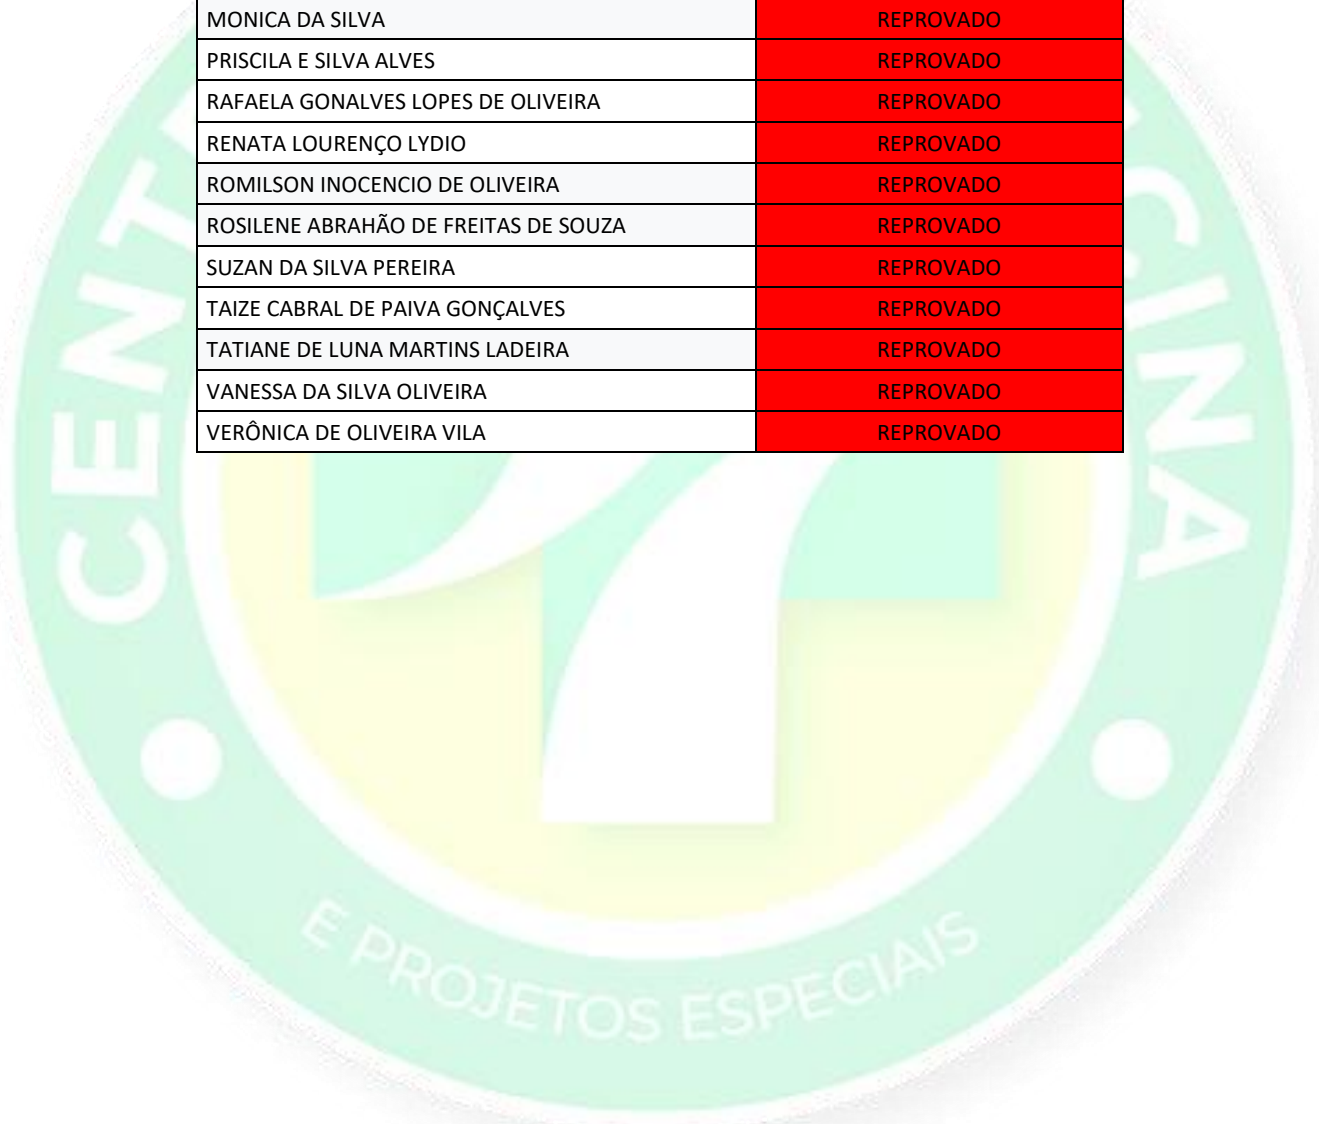 MONICA DA SILVA REPROVADO
PRISCILA E SILVA ALVES REPROVADO
RAFAELA GONALVES LOPES DE OLIVEIRA REPROVADO
RENATA LOURENÇO LYDIO REPROVADO
ROMILSON INOCENCIO DE OLIVEIRA REPROVADO
ROSILENE ABRAHÃO DE FREITAS DE SOUZA REPROVADO
SUZAN DA SILVA PEREIRA REPROVADO
TAIZE CABRAL DE PAIVA GONÇALVES REPROVADO
TATIANE DE LUNA MARTINS LADEIRA REPROVADO
VANESSA DA SILVA OLIVEIRA REPROVADO
VERÔNICA DE OLIVEIRA VILA REPROVADO
E PROJETOS ESPECIAIS